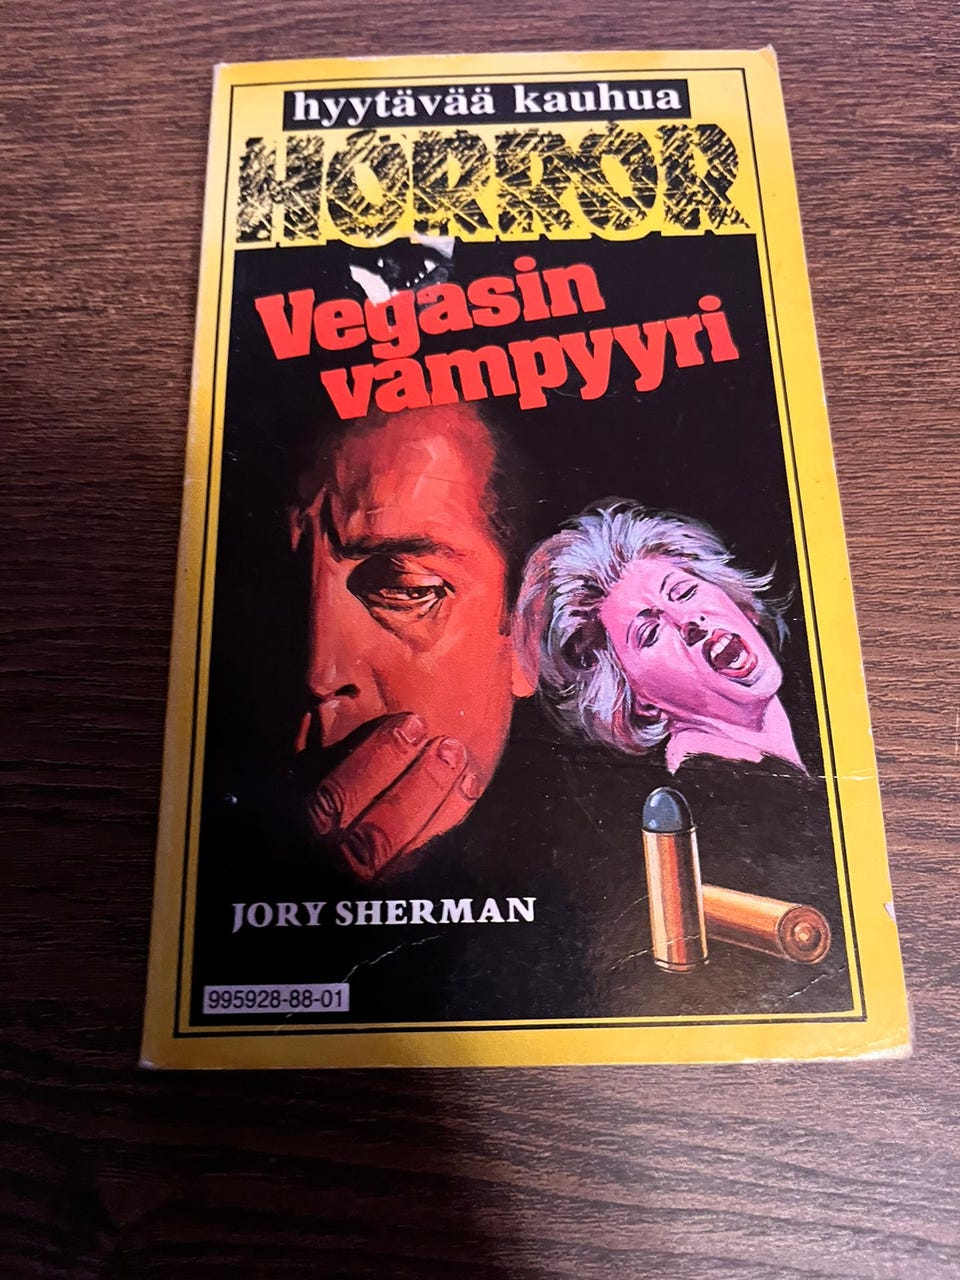 hyytävää kauhua
HORROR
Vegasin
vampyyri
JORY SHERMAN
995928-88-01